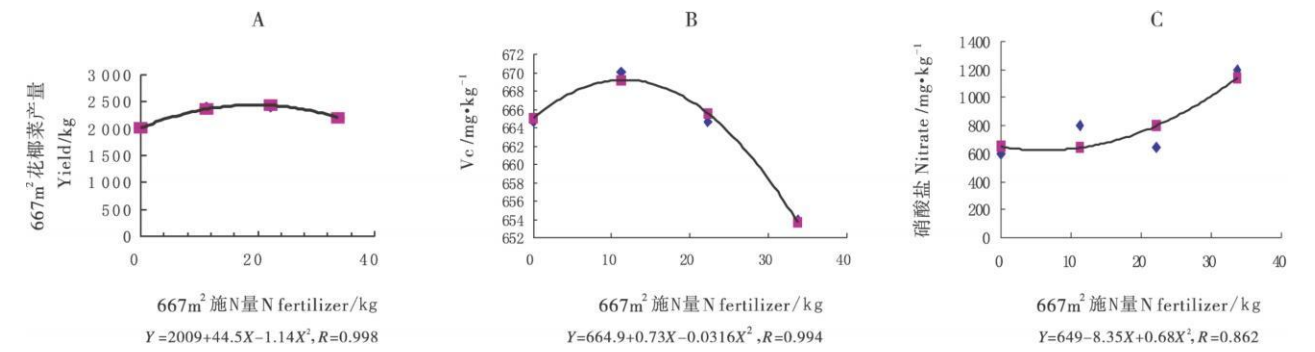 A
667m² 花椰菜产量
Yield/kg
3 000
2 500
2 000
1 500
1 000
500
0
0 20 40
667m² 施N量 N fertilizer/kg
Y=2009+44.5X-1.14X², R=0.998
B
Vc/mg•kg⁻¹
672
670
668
666
664
662
660
658
656
654
652
0 10 20 30 40
667m² 施N量 N fertilizer/kg
Y=664.9+0.73X-0.0316X² ,R=0.994
C
硝酸盐 Nitrate/mg•kg⁻¹
1 400
1 200
1000
800
600
400
200
0
0 10 20 30 40
667m² 施N量 N fertilizer/kg
Y=649-8.35X+0.68X², R=0.862